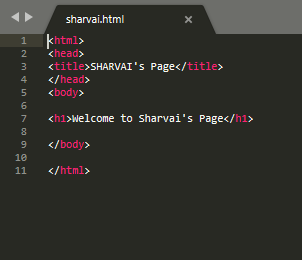 sharvai.html
1 <html>
2 <head>
3 <title>SHARVAI's Page</title>
4 </head>
5 <body>
6
7 <h1>Welcome to Sharvai's Page</h1>
8
9 </body>
10
11 </html>